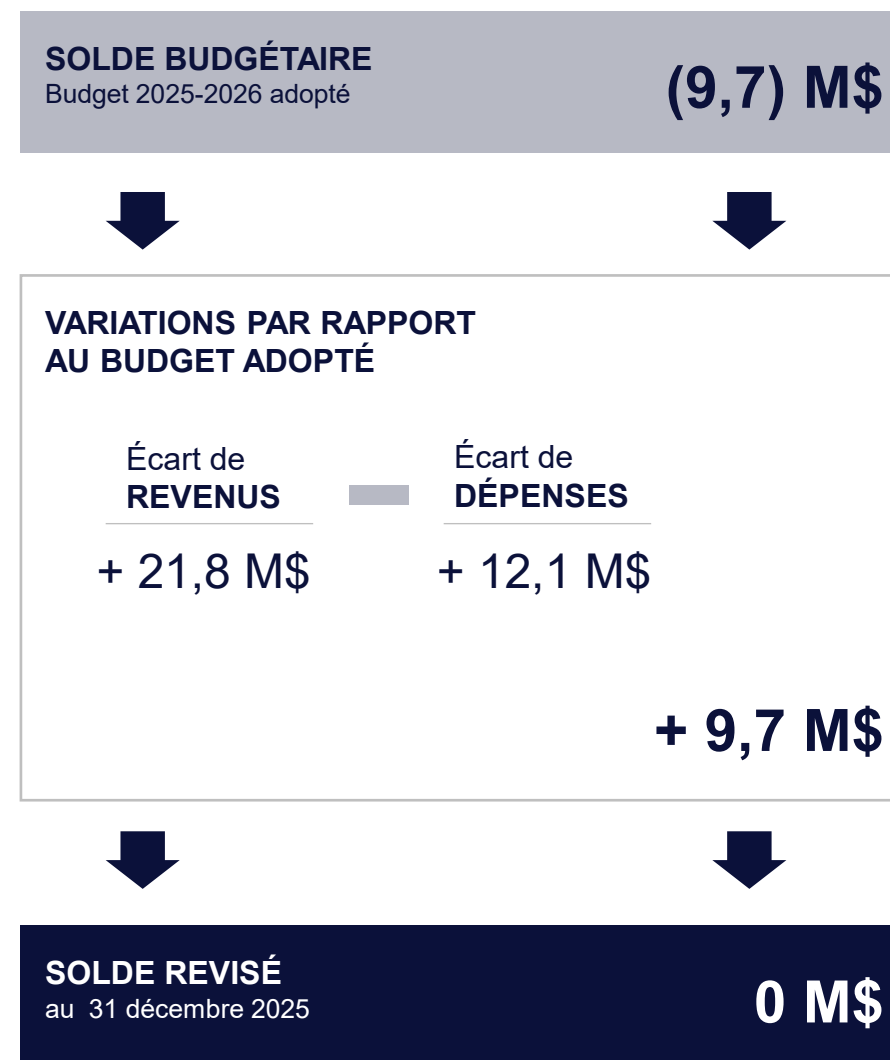 SOLDE BUDGÉTAIRE
Budget 2025-2026 adopté
(9,7) M$
VARIATIONS PAR RAPPORT
AU BUDGET ADOPTÉ
Écart de
REVENUS
+ 21,8 M$
Écart de
DÉPENSES
+ 12,1 M$
+ 9,7 M$
SOLDE REVISÉ
au 31 décembre 2025
0 M$